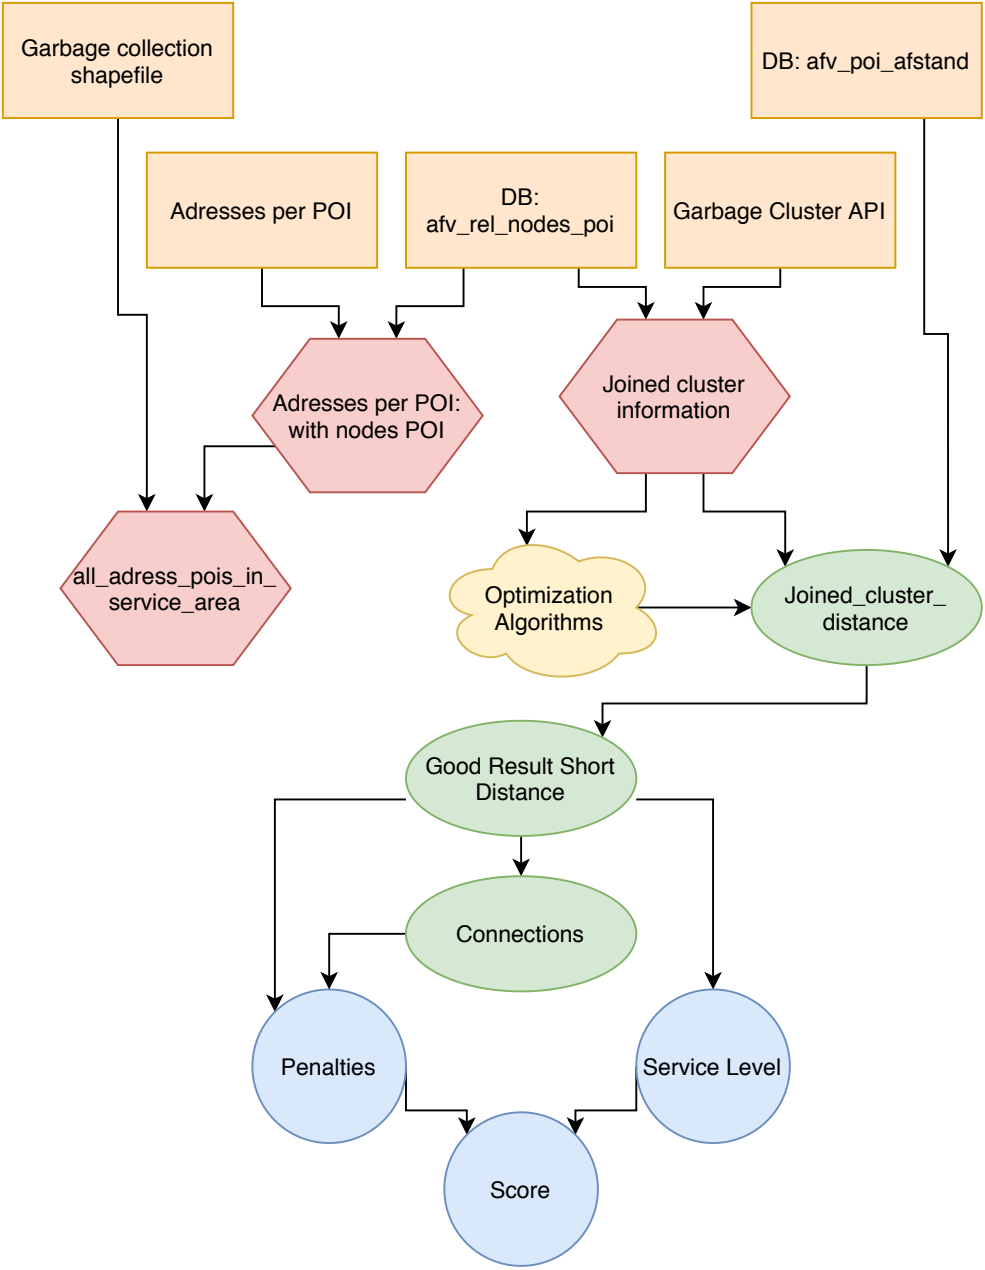 Garbage collection
shapefile
DB: afv_poi_afstand
Adresses per POI
DB:
afv_rel_nodes_poi
Garbage Cluster API
Joined cluster
information
Adresses per POI:
with nodes POI
all_adress_pois_in_
service_area
Optimization
Algorithms
Joined_cluster_
distance
Good Result Short
Distance
Connections
Penalties
Service Level
Score